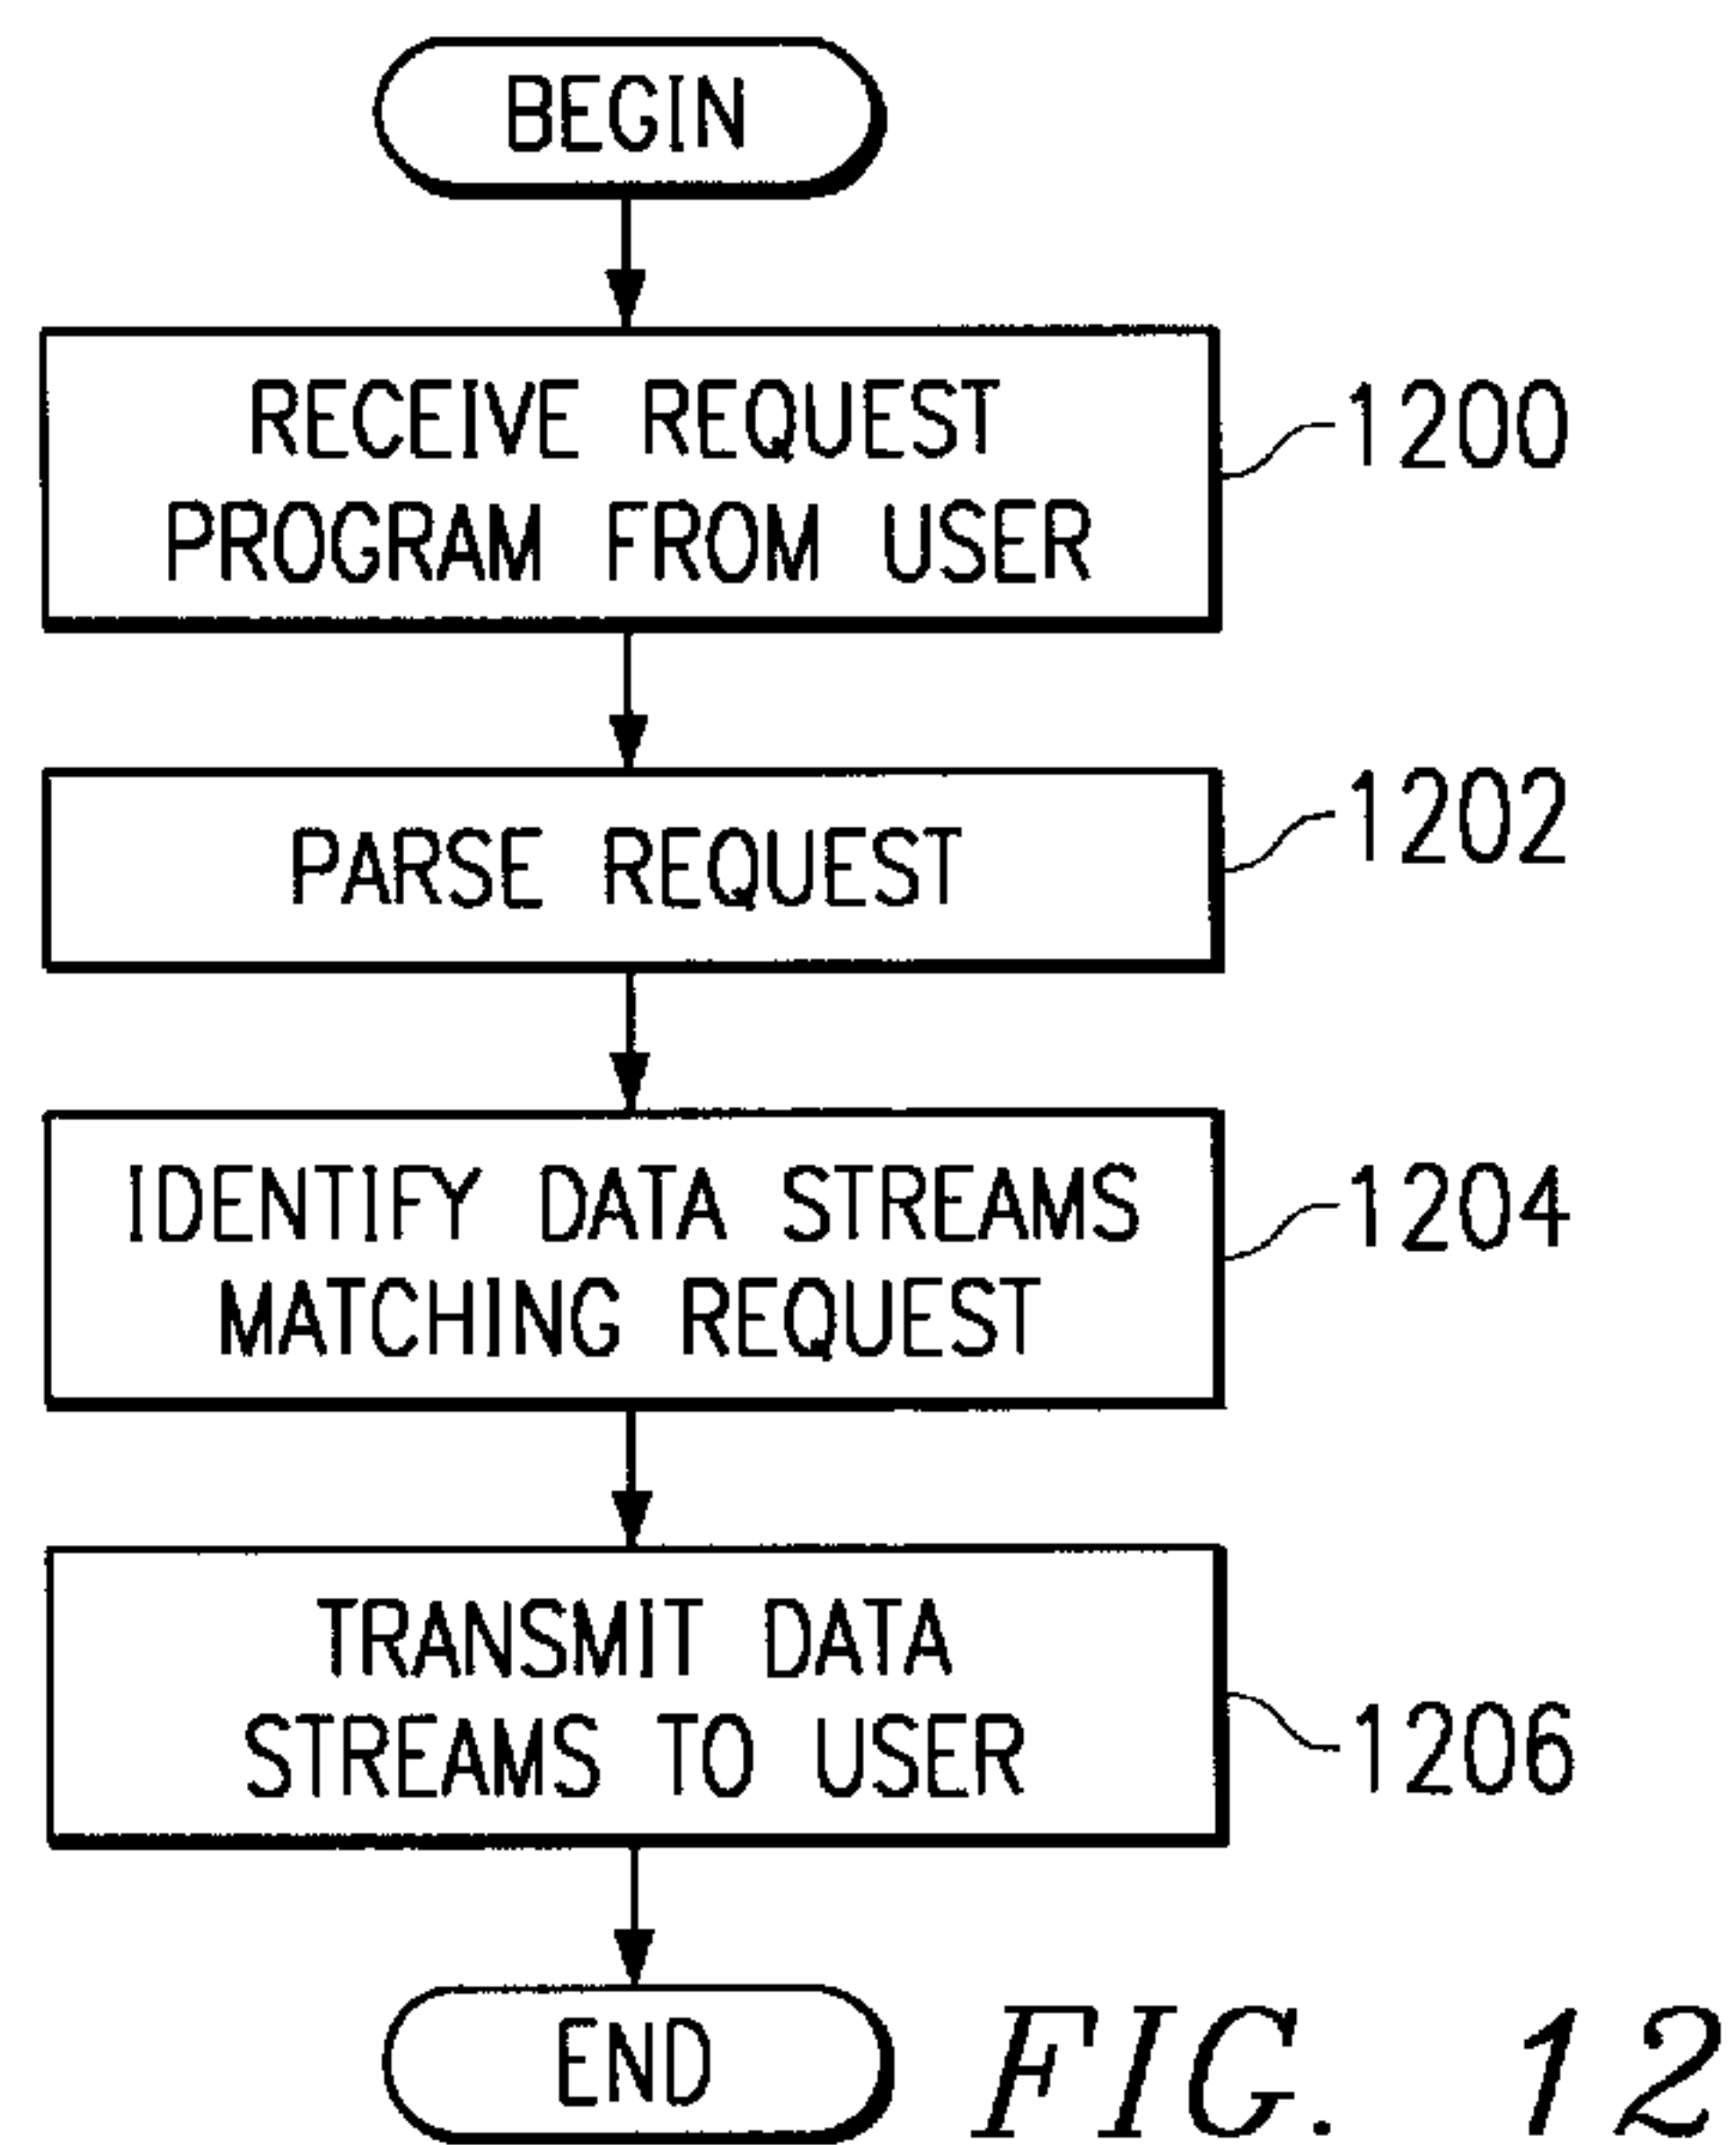 BEGIN
RECEIVE REQUEST
PROGRAM FROM USER
1200
PARSE REQUEST
1202
IDENTIFY DATA STREAMS
MATCHING REQUEST
1204
TRANSMIT DATA
STREAMS TO USER
1206
END
FIG. 12